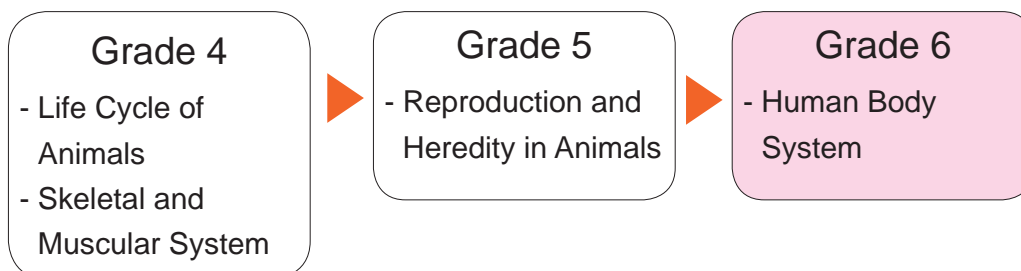 Grade 4
- Life Cycle of
Animals
- Skeletal and
Muscular System
Grade 5
- Reproduction and
Heredity in Animals
Grade 6
- Human Body
System